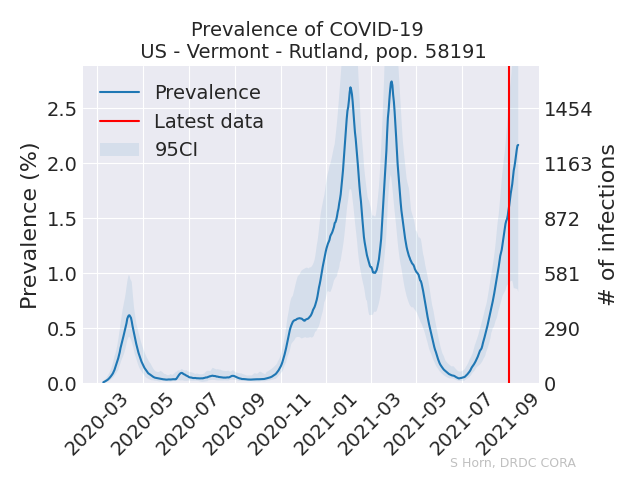 Prevalence of COVID-19
US - Vermont - Rutland, pop. 58191
Prevalence
Latest data
95CI
Prevalence (%)
2.5
2.0
1.5
1.0
0.5
0.0
1454
1163
872
581
290
0
# of infections
2020-03
2020-05
2020-07
2020-09
2020-11
2021-01
2021-03
2021-05
2021-07
2021-09
S Horn, DRDC CORA